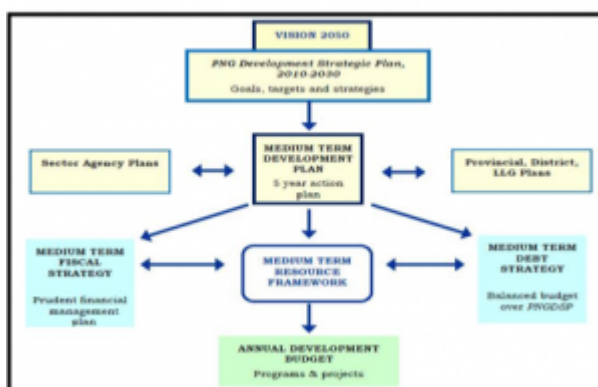 VISION 2050
PNG Development Strategic Plan,
2010-2030
Goals, targets and strategies
MEDIUM TERM
DEVELOPMENT
PLAN
5 year action
plan
Sector Agency Plans
Provincial, District,
LLG Plans
MEDIUM TERM
FISCAL
STRATEGY
Prudent financial
management
plan
MEDIUM TERM
RESOURCE
FRAMEWORK
MEDIUM TERM
DEBT
STRATEGY
Balanced budget
over PNGDSP
ANNUAL DEVELOPMENT
BUDGET
Programs & projects